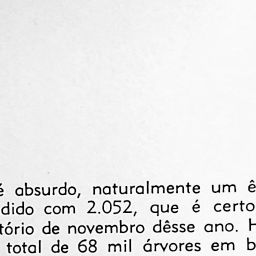 é absurdo, naturalmente um ê
dido com 2.052, que é certo
tório de novembro dêsse ano. H
total de 68 mil árvores em b